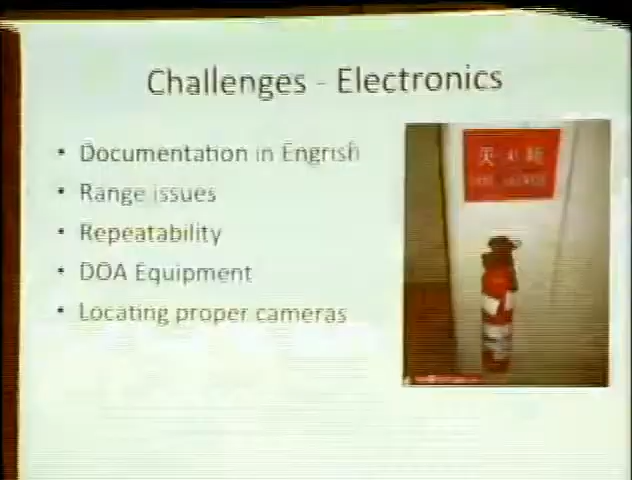 Challenges - Electronics
• Documentation in Engrish
• Range issues
• Repeatability
• DOA Equipment
• Locating proper cameras